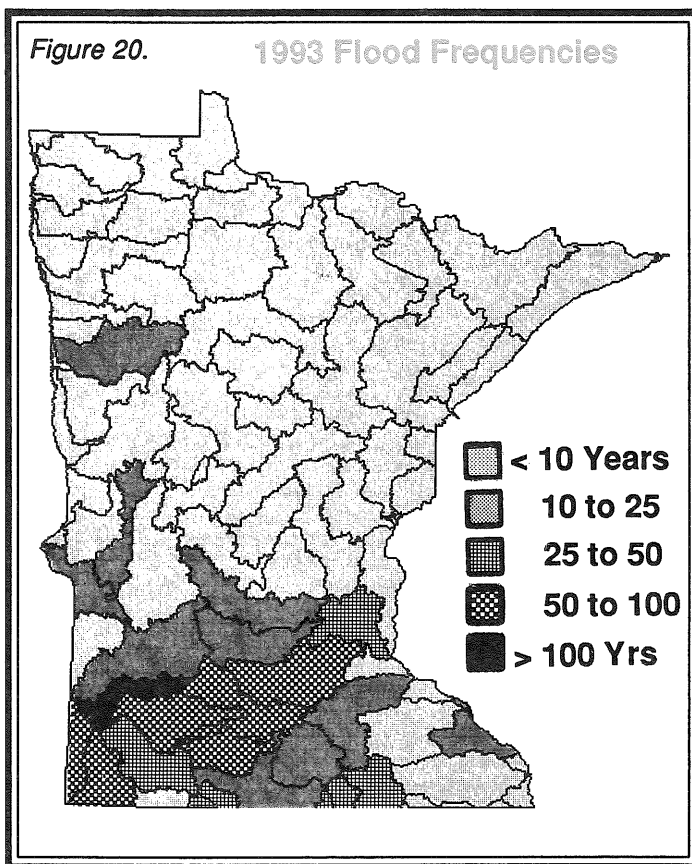 Figure 20.
1993 Flood Frequencies
< 10 Years
10 to 25
25 to 50
50 to 100
> 100 Yrs